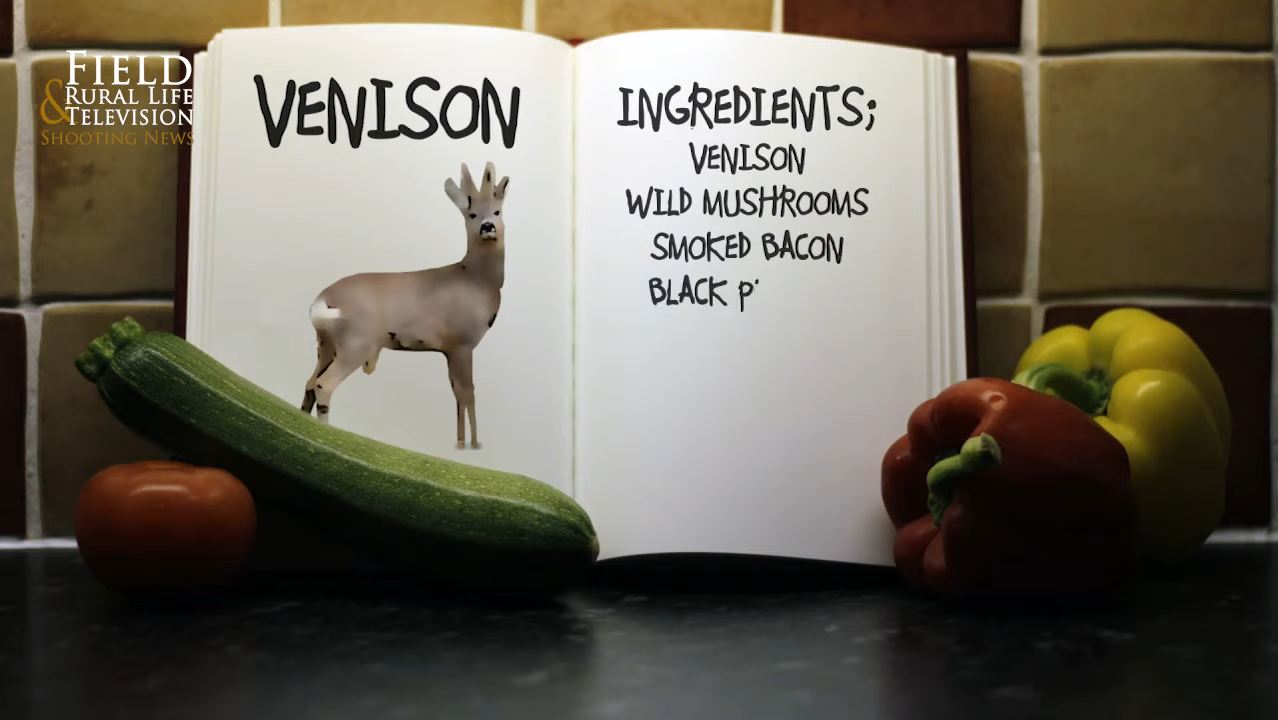 FIELD
& RURAL LIFE
TELEVISION
SHOOTING NEWS
VENISON
INGREDIENTS;
VENISON
WILD MUSHROOMS
SMOKED BACON
BLACK P